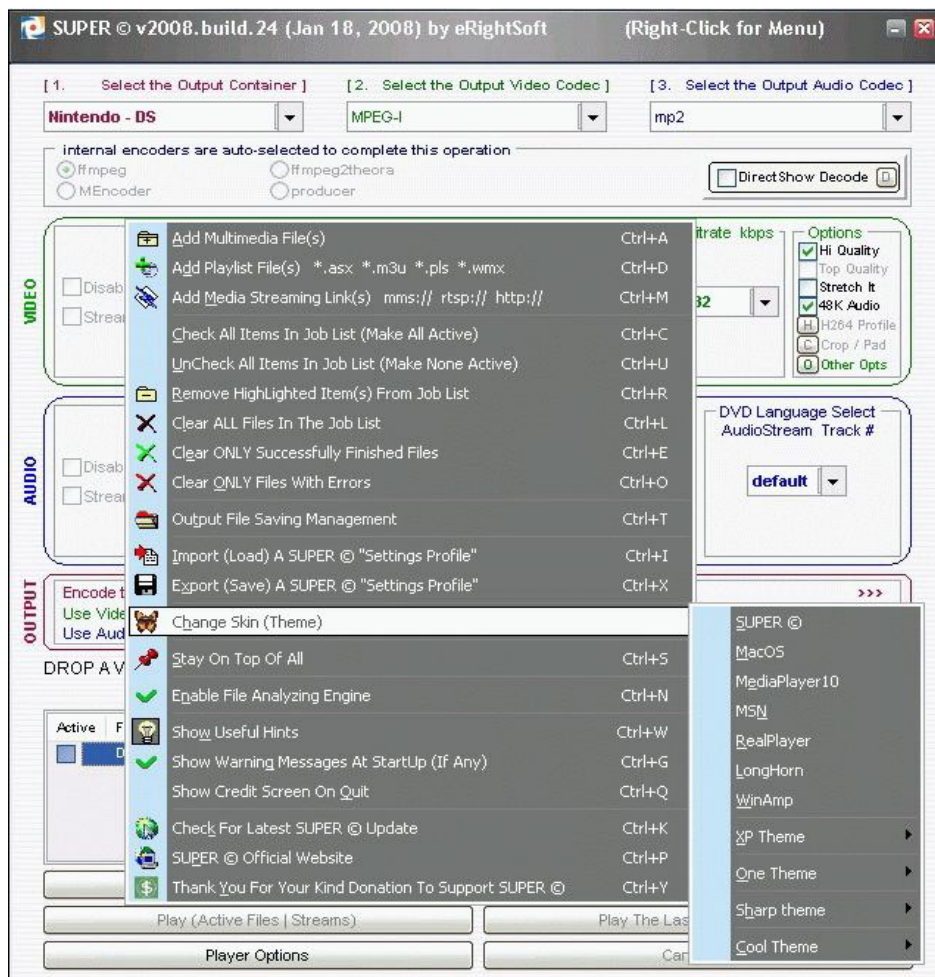 SUPER © v2008.build.24 (Jan 18, 2008) by eRightSoft (Right-Click for Menu)
[ 1. Select the Output Container ] [ 2. Select the Output Video Codec ] [ 3. Select the Output Audio Codec ]
Nintendo - DS MPEG-I mp2
internal encoders are auto-selected to complete this operation
ffmpeg ffmpeg2theora
MEncoder producer
DirectShow Decode D
VIDEO
Disab
Strea
itrate kbps
Options
Hi Quality
Top Quality
Stretch It
48K Audio
H H264 Profile
C Crop / Pad
O Other Opts
AUDIO
Disab
Strea
DVD Language Select
AudioStream Track #
default
OUTPUT
Encode t >>>
Use Vide
Use Aud
DROP A V
Active F
D
Add Multimedia File(s) Ctrl+A
Add Playlist File(s) *.asx *.m3u *.pls *.wmx Ctrl+D
Add Media Streaming Link(s) mms:// rtsp:// http:// Ctrl+M
Check All Items In Job List (Make All Active) Ctrl+C
UnCheck All Items In Job List (Make None Active) Ctrl+U
Remove HighLighted Item(s) From Job List Ctrl+R
Clear ALL Files In The Job List Ctrl+L
Clear ONLY Successfully Finished Files Ctrl+E
Clear ONLY Files With Errors Ctrl+O
Output File Saving Management Ctrl+T
Import (Load) A SUPER © "Settings Profile" Ctrl+I
Export (Save) A SUPER © "Settings Profile" Ctrl+X
Change Skin (Theme)
Stay On Top Of All Ctrl+S
Enable File Analyzing Engine Ctrl+N
Show Useful Hints Ctrl+W
Show Warning Messages At StartUp (If Any) Ctrl+G
Show Credit Screen On Quit Ctrl+Q
Check For Latest SUPER © Update Ctrl+K
SUPER © Official Website Ctrl+P
Thank You For Your Kind Donation To Support SUPER © Ctrl+Y
SUPER ©
MacOS
MediaPlayer10
MSN
RealPlayer
LongHorn
WinAmp
XP Theme
One Theme
Sharp theme
Cool Theme
Play (Active Files | Streams) Play The Las
Player Options Can